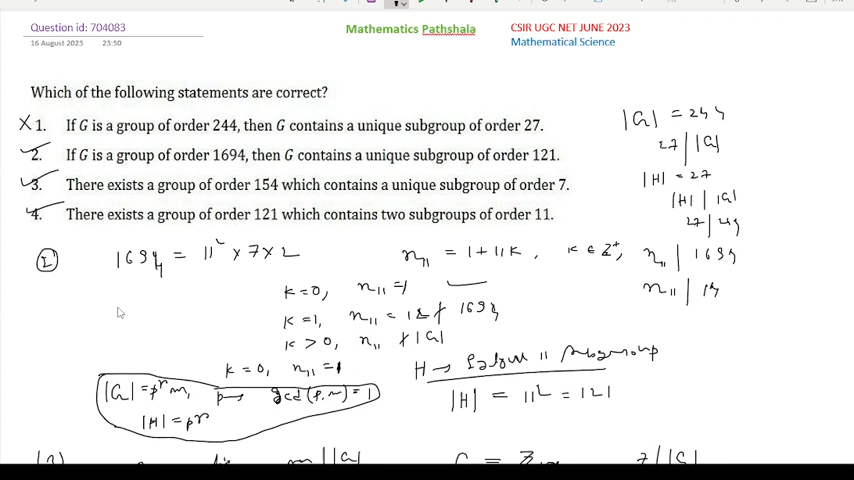 Question id: 704083
16 August 2023 23:50
Mathematics Pathshala
CSIR UGC NET JUNE 2023
Mathematical Science
Which of the following statements are correct?
X 1. If G is a group of order 244, then G contains a unique subgroup of order 27.
2. If G is a group of order 1694, then G contains a unique subgroup of order 121.
3. There exists a group of order 154 which contains a unique subgroup of order 7.
4. There exists a group of order 121 which contains two subgroups of order 11.
|G| = 244
27 | |G|
|H| = 27
|H| | |G|
1694 = 11² × 7 × 2
n₁₁ = 1 + 11K, K ∈ Z⁺, n₁₁ | 1694
n₁₁ | 14
K = 0, n₁₁ = 1
K = 1, n₁₁ = 12 ∤ 1694
K > 0, n₁₁ ∤ |G|
K = 0, n₁₁ = 1
H → Sylow 11 subgroup
|H| = 11² = 121
|G| = pʳ m, p → gcd (p, m) = 1
|H| = pʳ
m | |G|
G =
7 | |G|